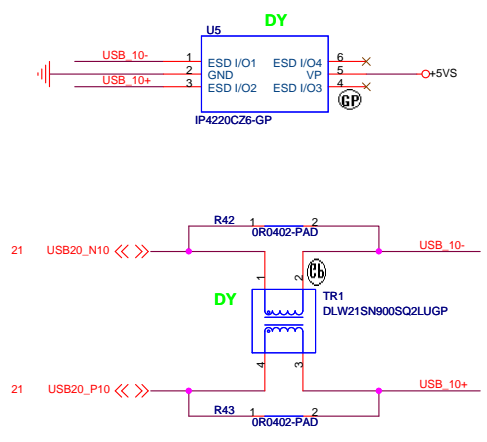 DY
U5
USB_10- 1 ESD I/O1 ESD I/O4 6
2 GND VP 5 +5VS
USB_10+ 3 ESD I/O2 ESD I/O3 4
GP
IP4220CZ6-GP
R42 1 2
0R0402-PAD
21 USB20_N10 USB_10-
1 2
DY TR1
DLW21SN900SQ2LUGP
4 3
21 USB20_P10 USB_10+
R43 1 2
0R0402-PAD